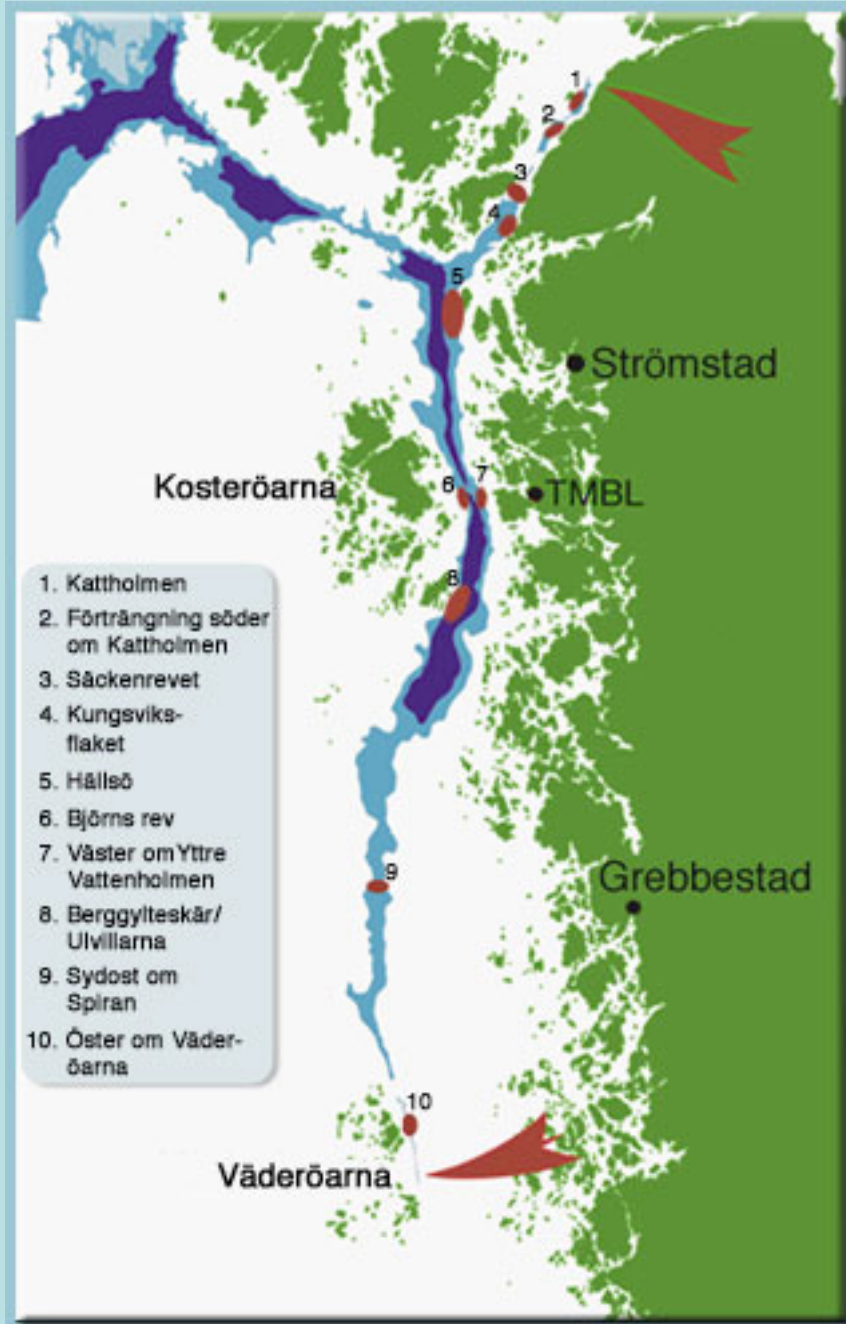 1
2
3
4
5
Strömstad
Kosteröarna
6
7
TMBL
8
1. Kattholmen
2. Förträngning söder
om Kattholmen
3. Säckenrevet
4. Kungsviks-
flaket
5. Hällsö
6. Björns rev
7. Väster om Yttre
Vattenholmen
8. Berggylteskär/
Ulvillarna
9. Sydost om
Spiran
10. Öster om Väder-
öarna
9
Grebbestad
10
Väderöarna